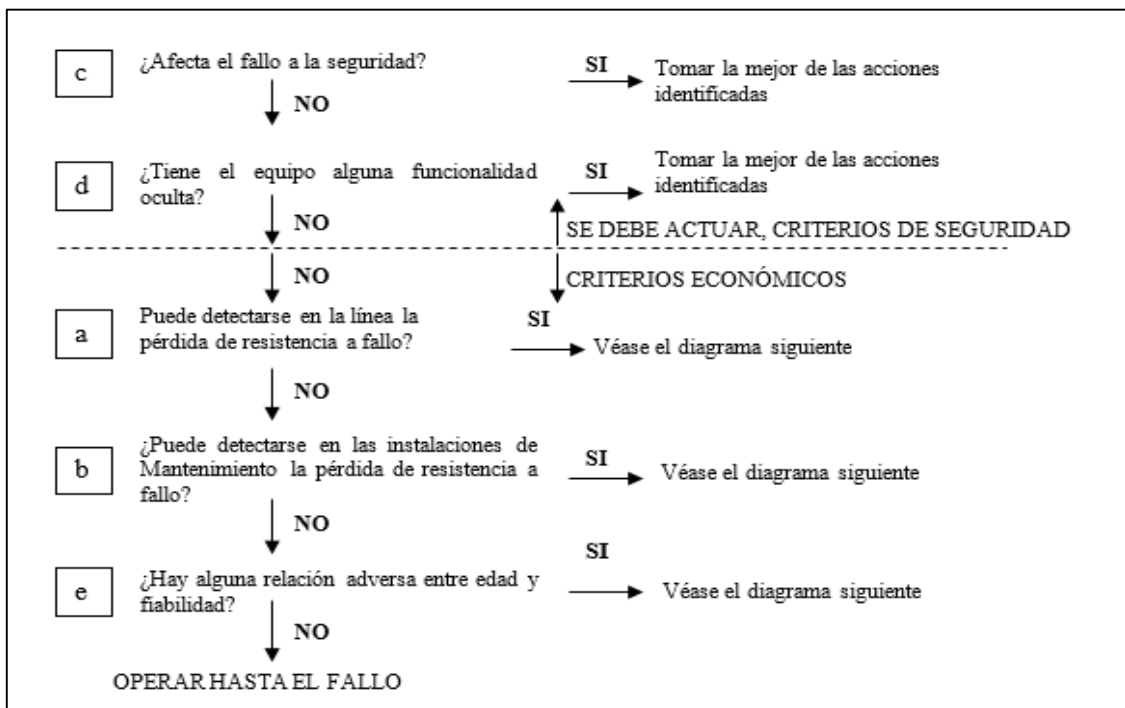 c
¿Afecta el fallo a la seguridad?
SI
Tomar la mejor de las acciones
identificadas
NO
d
¿Tiene el equipo alguna funcionalidad
oculta?
SI
Tomar la mejor de las acciones
identificadas
NO
SE DEBE ACTUAR, CRITERIOS DE SEGURIDAD
NO
CRITERIOS ECONÓMICOS
a
Puede detectarse en la línea la
pérdida de resistencia a fallo?
SI
Véase el diagrama siguiente
NO
b
¿Puede detectarse en las instalaciones de
Mantenimiento la pérdida de resistencia a
fallo?
SI
Véase el diagrama siguiente
NO
e
¿Hay alguna relación adversa entre edad y
fiabilidad?
SI
Véase el diagrama siguiente
NO
OPERAR HASTA EL FALLO